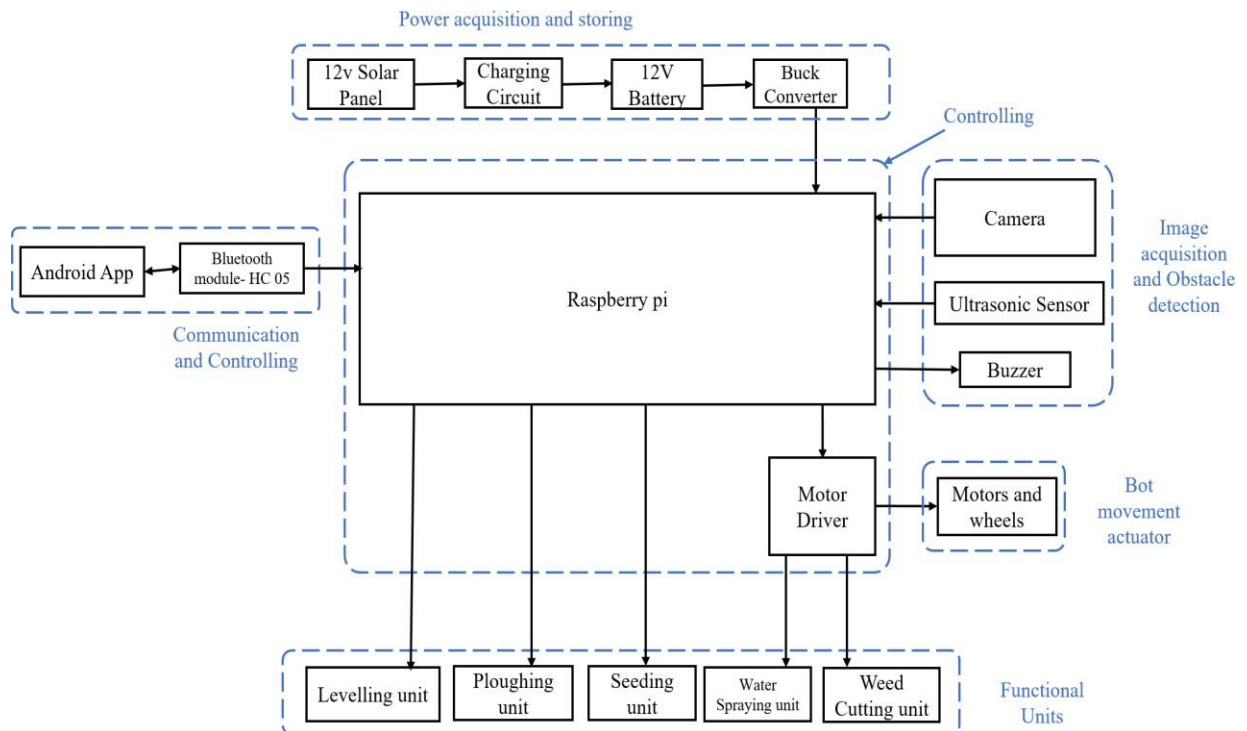 Power acquisition and storing
12v Solar
Panel
Charging
Circuit
12V
Battery
Buck
Converter
Controlling
Camera
Image
acquisition
and Obstacle
detection
Android App
Bluetooth
module- HC 05
Raspberry pi
Ultrasonic Sensor
Communication
and Controlling
Buzzer
Motor
Driver
Motors and
wheels
Bot
movement
actuator
Levelling unit
Ploughing
unit
Seeding
unit
Water
Spraying unit
Weed
Cutting unit
Functional
Units